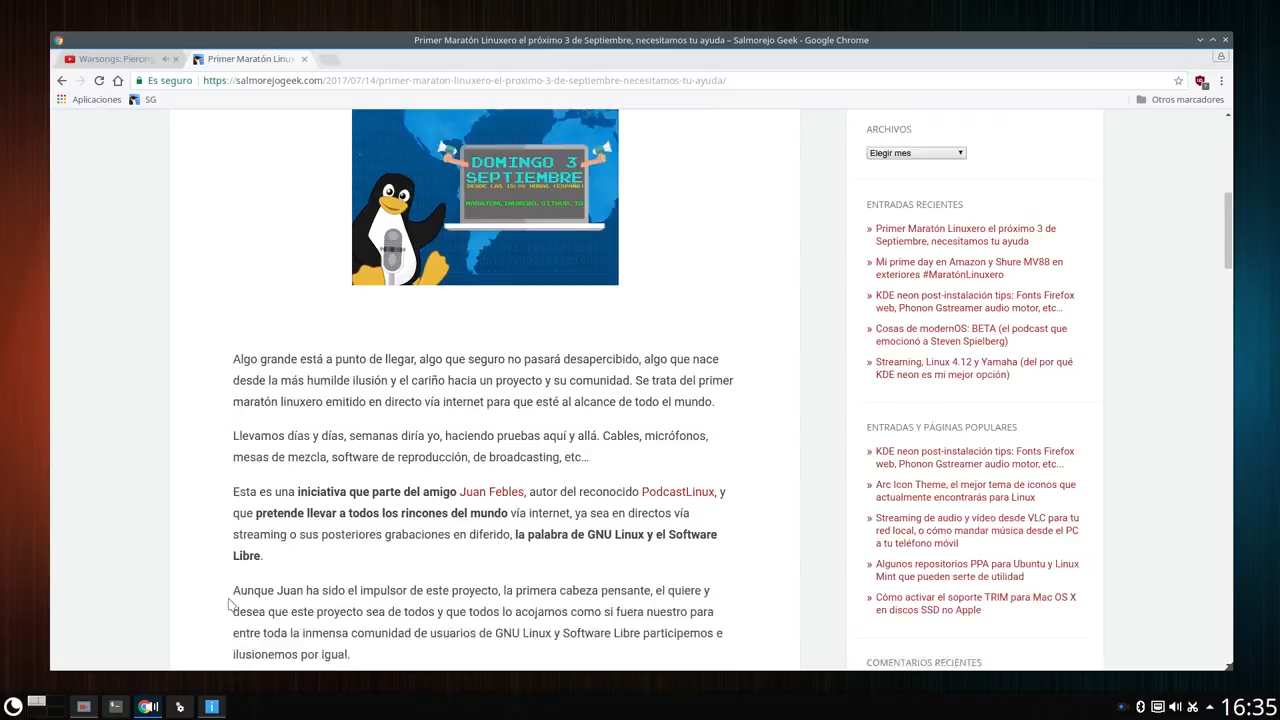 Primer Maratón Linuxero el próximo 3 de Septiembre, necesitamos tu ayuda – Salmorejo Geek - Google Chrome
Warsongs: Piercing
Primer Maratón Linux
Es seguro
https://salmorejogeek.com/2017/07/14/primer-maraton-linuxero-el-proximo-3-de-septiembre-necesitamos-tu-ayuda/
Aplicaciones
SG
Otros marcadores
DOMINGO 3
SEPTIEMBRE
DESDE LAS 15:00 HORAS (ESPAÑA)
MARATONLINUXERO.GITHUB.IO
Algo grande está a punto de llegar, algo que seguro no pasará desapercibido, algo que nace
desde la más humilde ilusión y el cariño hacia un proyecto y su comunidad. Se trata del primer
maratón linuxero emitido en directo vía internet para que esté al alcance de todo el mundo.
Llevamos días y días, semanas diría yo, haciendo pruebas aquí y allá. Cables, micrófonos,
mesas de mezcla, software de reproducción, de broadcasting, etc…
Esta es una iniciativa que parte del amigo Juan Febles, autor del reconocido PodcastLinux, y
que pretende llevar a todos los rincones del mundo vía internet, ya sea en directos vía
streaming o sus posteriores grabaciones en diferido, la palabra de GNU Linux y el Software
Libre.
Aunque Juan ha sido el impulsor de este proyecto, la primera cabeza pensante, el quiere y
desea que este proyecto sea de todos y que todos lo acojamos como si fuera nuestro para
entre toda la inmensa comunidad de usuarios de GNU Linux y Software Libre participemos e
ilusionemos por igual.
ARCHIVOS
Elegir mes
ENTRADAS RECIENTES
» Primer Maratón Linuxero el próximo 3 de
Septiembre, necesitamos tu ayuda
» Mi prime day en Amazon y Shure MV88 en
exteriores #MaratónLinuxero
» KDE neon post-instalación tips: Fonts Firefox
web, Phonon Gstreamer audio motor, etc…
» Cosas de modernOS: BETA (el podcast que
emocionó a Steven Spielberg)
» Streaming, Linux 4.12 y Yamaha (del por qué
KDE neon es mi mejor opción)
ENTRADAS Y PÁGINAS POPULARES
» KDE neon post-instalación tips: Fonts Firefox
web, Phonon Gstreamer audio motor, etc...
» Arc Icon Theme, el mejor tema de iconos que
actualmente encontrarás para Linux
» Streaming de audio y vídeo desde VLC para tu
red local, o cómo mandar música desde el PC
a tu teléfono móvil
» Algunos repositorios PPA para Ubuntu y Linux
Mint que pueden serte de utilidad
» Cómo activar el soporte TRIM para Mac OS X
en discos SSD no Apple
COMENTARIOS RECIENTES
16:35